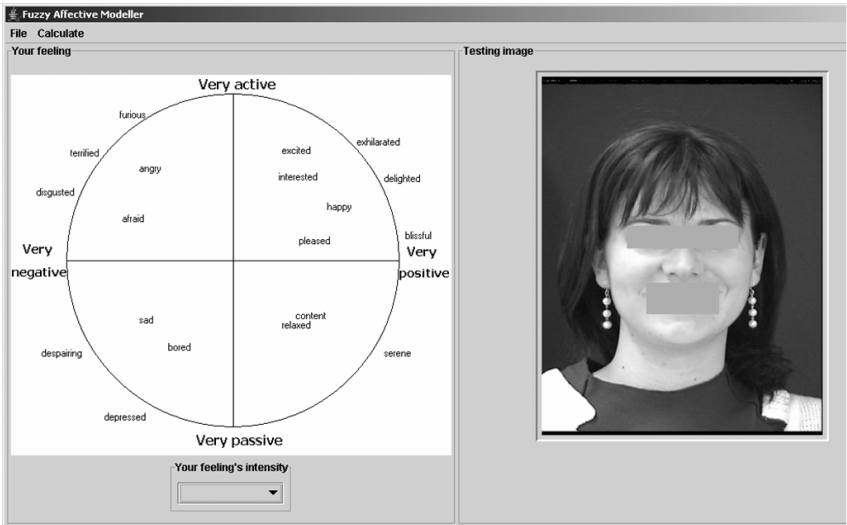 Fuzzy Affective Modeller
File Calculate
Your feeling
Testing image
Very active
furious
exhilarated
excited
terrified
angry
interested
delighted
disgusted
happy
afraid
blissful
pleased
Very negative
Very positive
content
sad
relaxed
bored
despairing
serene
depressed
Very passive
Your feeling's intensity